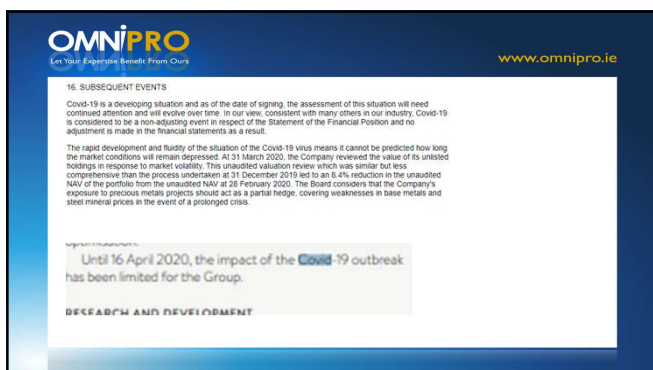 OMNIPRO
Let Your Expertise Benefit From Ours
www.omnipro.ie
16. SUBSEQUENT EVENTS
Covid-19 is a developing situation and as of the date of signing, the assessment of this situation will need
continued attention and will evolve over time. In our view, consistent with many others in our industry, Covid-19
is considered to be a non-adjusting event in respect of the Statement of the Financial Position and no
adjustment is made in the financial statements as a result.
The rapid development and fluidity of the situation of the Covid-19 virus means it cannot be predicted how long
the market conditions will remain depressed. At 31 March 2020, the Company reviewed the value of its unlisted
holdings in response to market volatility. This unaudited valuation review which was similar but less
comprehensive than the process undertaken at 31 December 2019 led to an 8.4% reduction in the unaudited
NAV of the portfolio from the unaudited NAV at 28 February 2020. The Board considers that the Company's
exposure to precious metals projects should act as a partial hedge, covering weaknesses in base metals and
steel mineral prices in the event of a prolonged crisis.
Until 16 April 2020, the impact of the Covid-19 outbreak
has been limited for the Group.
RESEARCH AND DEVELOPMENT